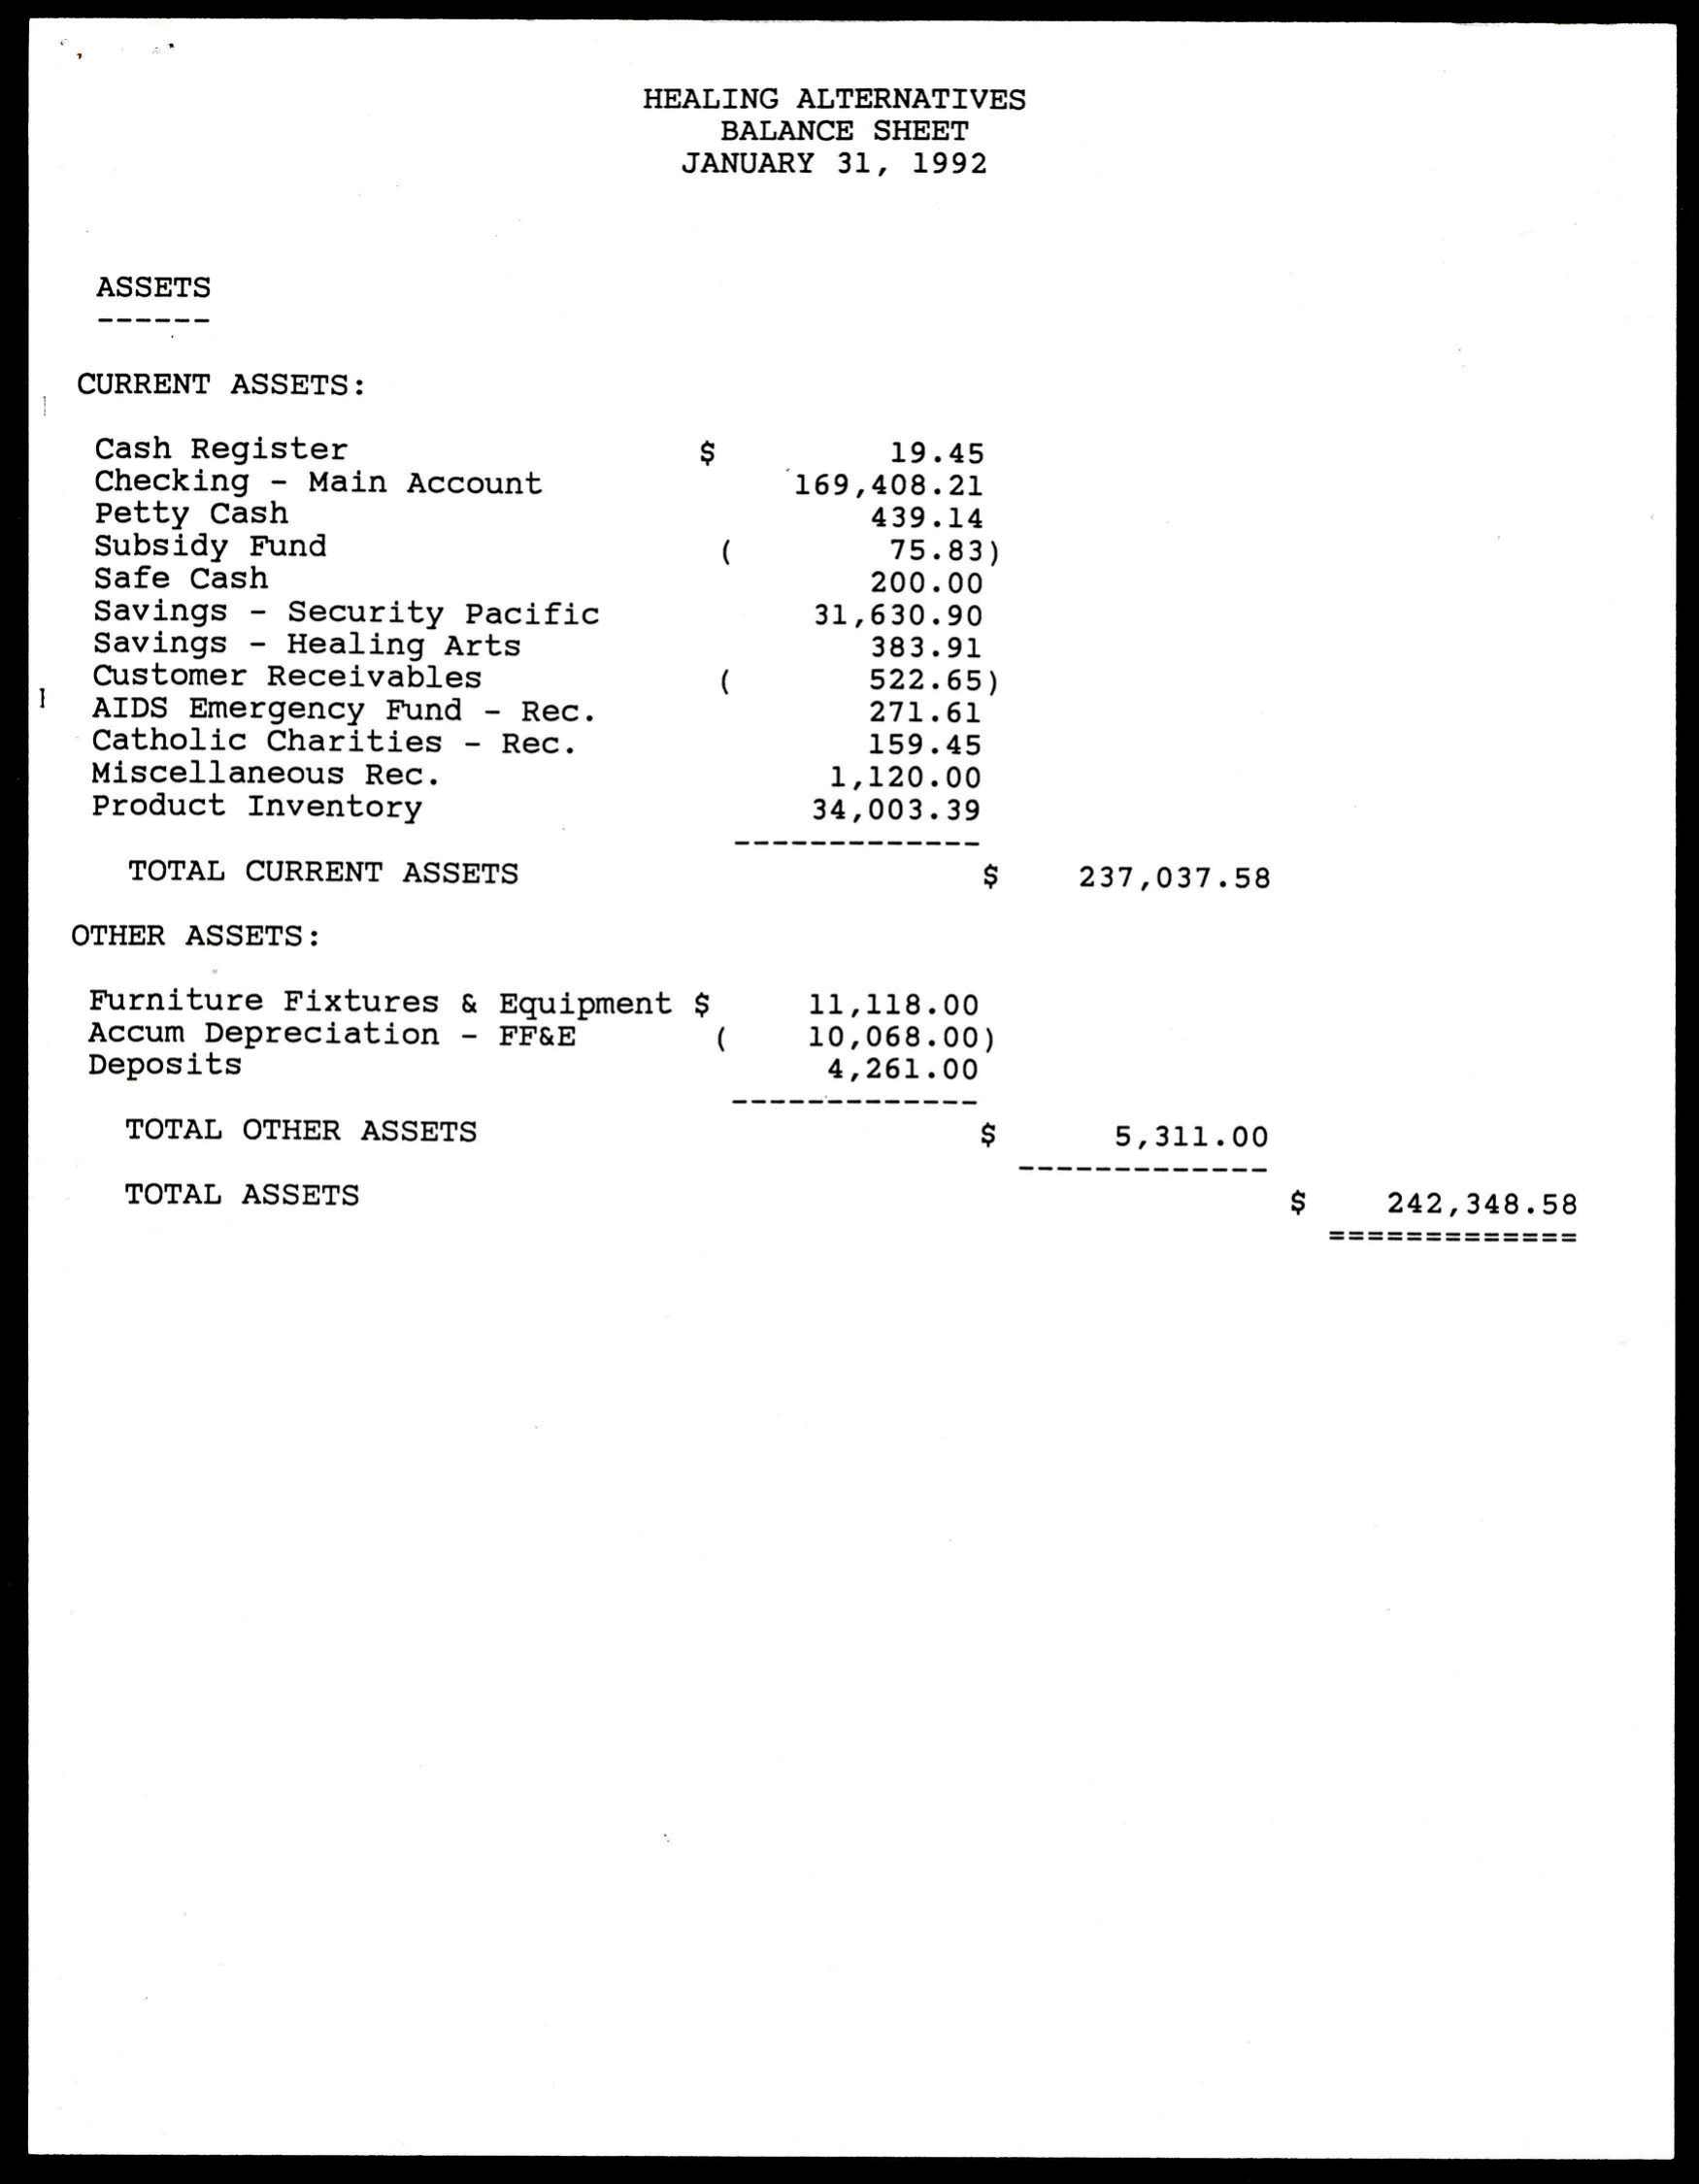 HEALING ALTERNATIVES
BALANCE SHEET
JANUARY 31, 1992
ASSETS
------
CURRENT ASSETS:
Cash Register $ 19.45
Checking - Main Account 169,408.21
Petty Cash 439.14
Subsidy Fund ( 75.83)
Safe Cash 200.00
Savings - Security Pacific 31,630.90
Savings - Healing Arts 383.91
Customer Receivables ( 522.65)
AIDS Emergency Fund - Rec. 271.61
Catholic Charities - Rec. 159.45
Miscellaneous Rec. 1,120.00
Product Inventory 34,003.39
-------------
TOTAL CURRENT ASSETS $ 237,037.58
OTHER ASSETS:
Furniture Fixtures & Equipment $ 11,118.00
Accum Depreciation - FF&E ( 10,068.00)
Deposits 4,261.00
-------------
TOTAL OTHER ASSETS $ 5,311.00
-------------
TOTAL ASSETS $ 242,348.58
=============